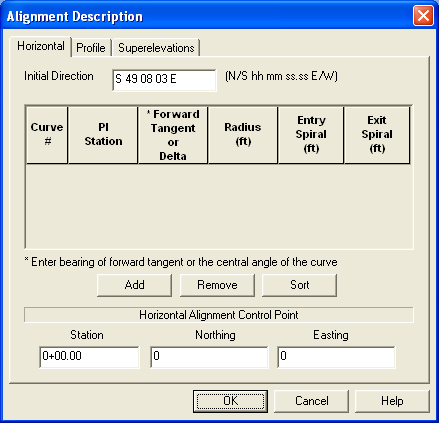 Alignment Description
Horizontal Profile Superelevations
Initial Direction S 49 08 03 E (N/S hh mm ss.ss E/W)
Curve # PI Station * Forward Tangent or Delta Radius (ft) Entry Spiral (ft) Exit Spiral (ft)
* Enter bearing of forward tangent or the central angle of the curve
Add Remove Sort
Horizontal Alignment Control Point
Station Northing Easting
0+00.00 0 0
OK Cancel Help